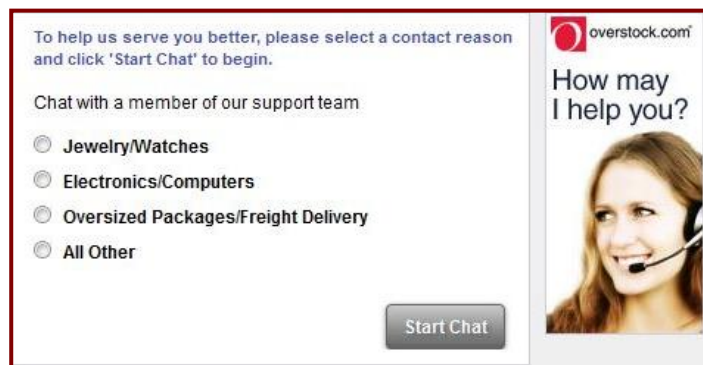 To help us serve you better, please select a contact reason
and click 'Start Chat' to begin.
Chat with a member of our support team
Jewelry/Watches
Electronics/Computers
Oversized Packages/Freight Delivery
All Other
Start Chat
overstock.com
How may
I help you?